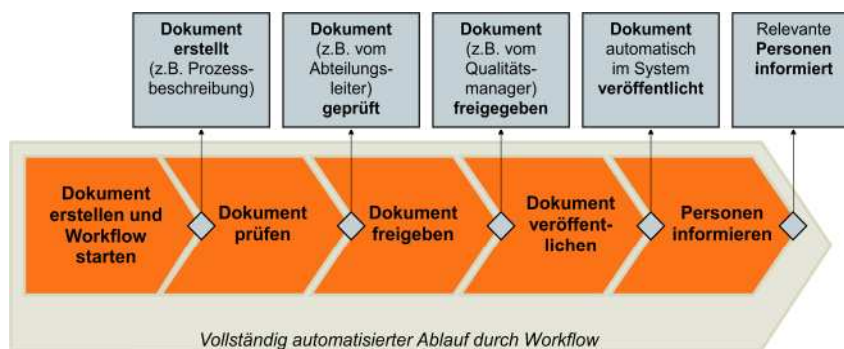 Dokument
erstellt
(z.B. Prozess-
beschreibung)
Dokument
(z.B. vom
Abteilungs-
leiter)
geprüft
Dokument
(z.B. vom
Qualitäts-
manager)
freigegeben
Dokument
automatisch
im System
veröffentlicht
Relevante
Personen
informiert
Dokument
erstellen und
Workflow
starten
Dokument
prüfen
Dokument
freigeben
Dokument
veröffent-
lichen
Personen
informieren
Vollständig automatisierter Ablauf durch Workflow